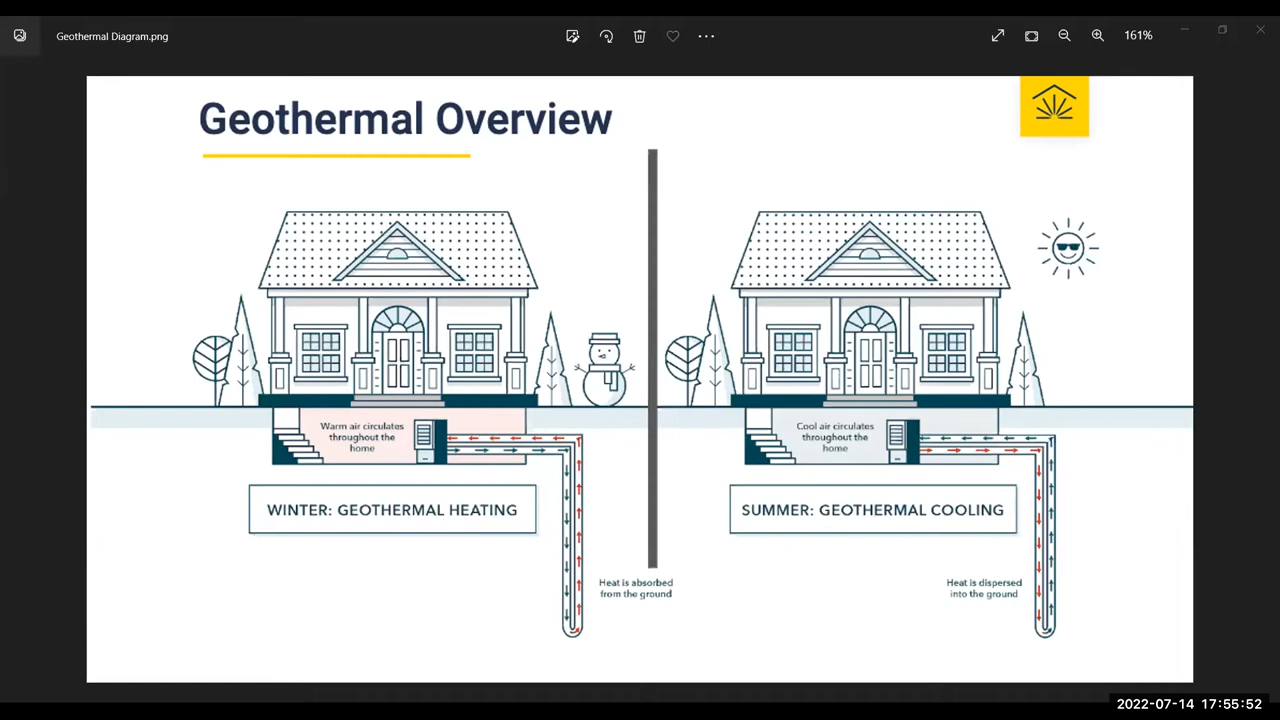 Geothermal Diagram.png
161%
Geothermal Overview
Warm air circulates
throughout the
home
WINTER: GEOTHERMAL HEATING
Heat is absorbed
from the ground
Cool air circulates
throughout the
home
SUMMER: GEOTHERMAL COOLING
Heat is dispersed
into the ground
2022-07-14 17:55:52